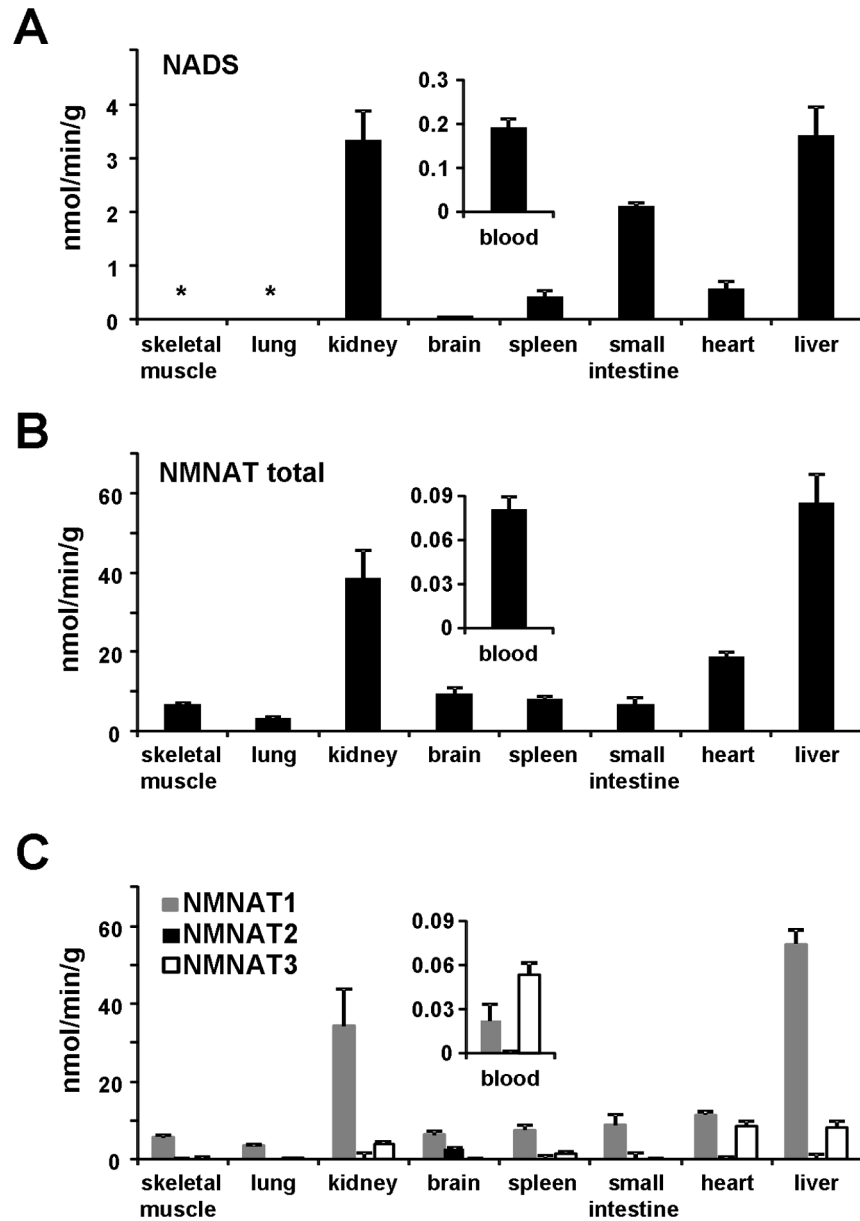 A
NADS
nmol/min/g
4
3
2
1
0
0.3
0.2
0.1
0
blood
* *
skeletal muscle lung kidney brain spleen small intestine heart liver
B
NMNAT total
nmol/min/g
60
40
20
0
0.09
0.06
0.03
0
blood
skeletal muscle lung kidney brain spleen small intestine heart liver
C
NMNAT1
NMNAT2
NMNAT3
nmol/min/g
60
40
20
10
0
0.09
0.06
0.03
0
blood
skeletal muscle lung kidney brain spleen small intestine heart liver